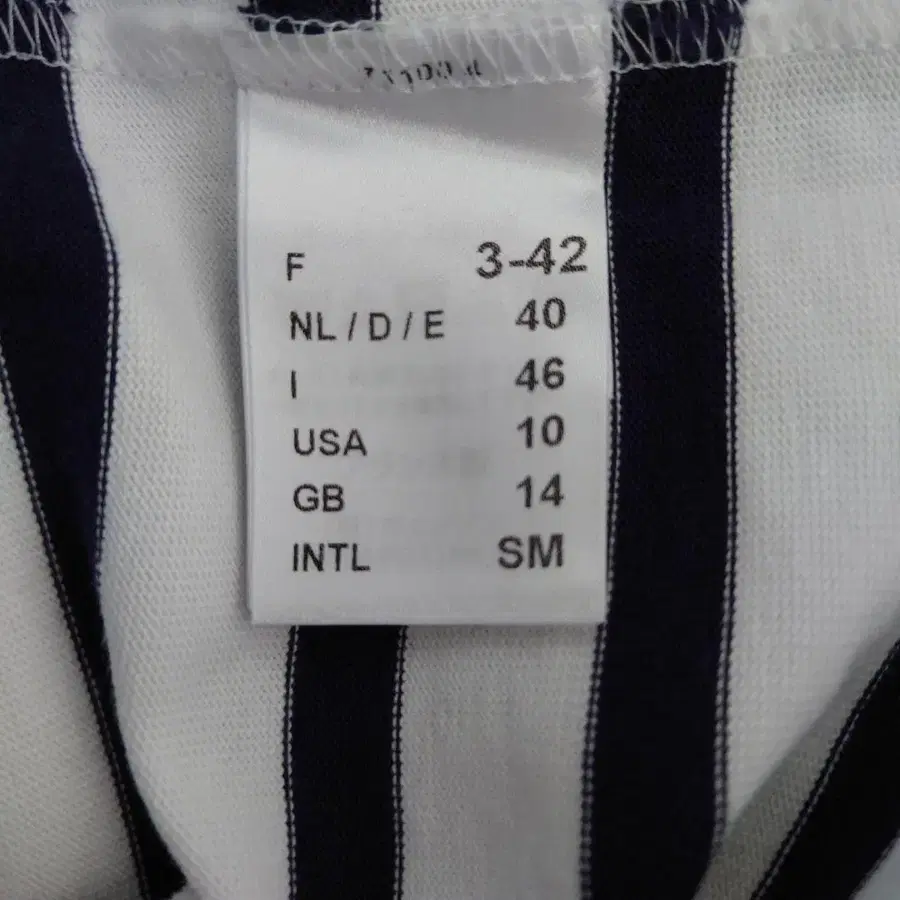 F 3-42
NL / D / E 40
I 46
USA 10
GB 14
INTL SM